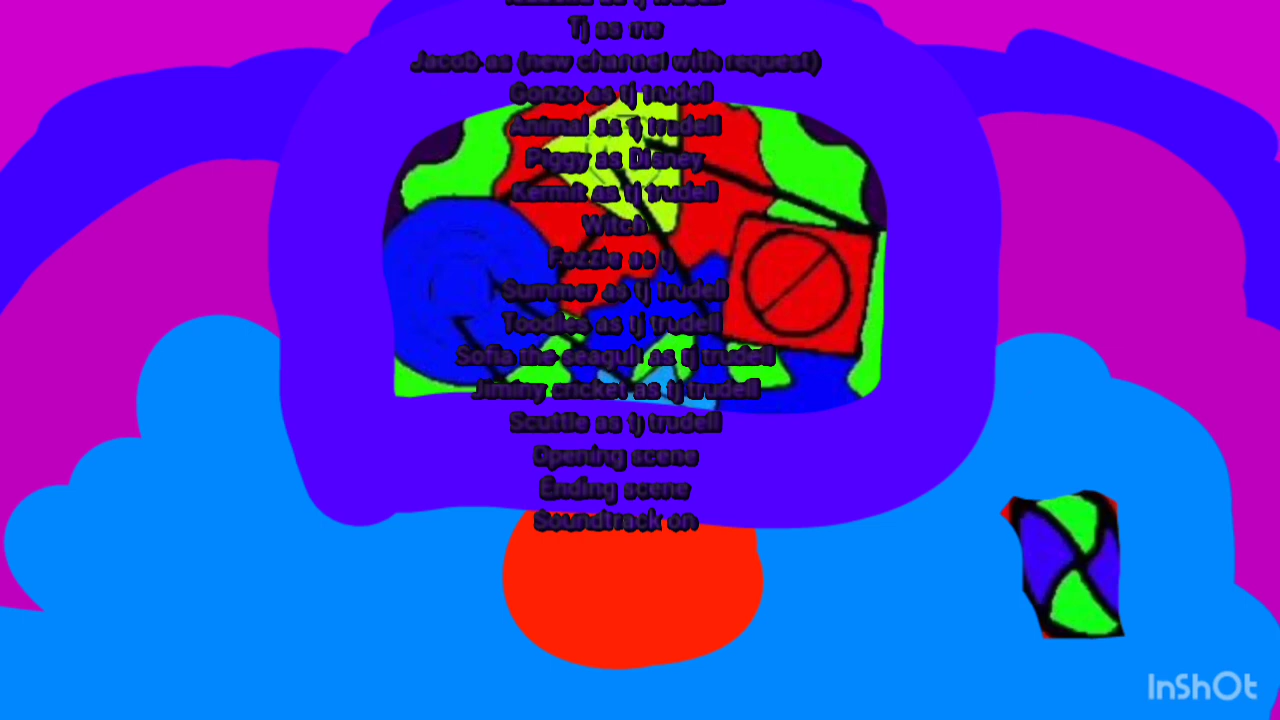 Tj as me
Jacob as (new channel with request)
Gonzo as tj trudell
Animal as tj trudell
Piggy as Disney
Kermit as tj trudell
Witch
Fozzie as tj
Summer as tj trudell
Toodles as tj trudell
Sofia the seagull as tj trudell
Jiminy cricket as tj trudell
Scuttle as tj trudell
Opening scene
Ending scene
Soundtrack on
InShOt